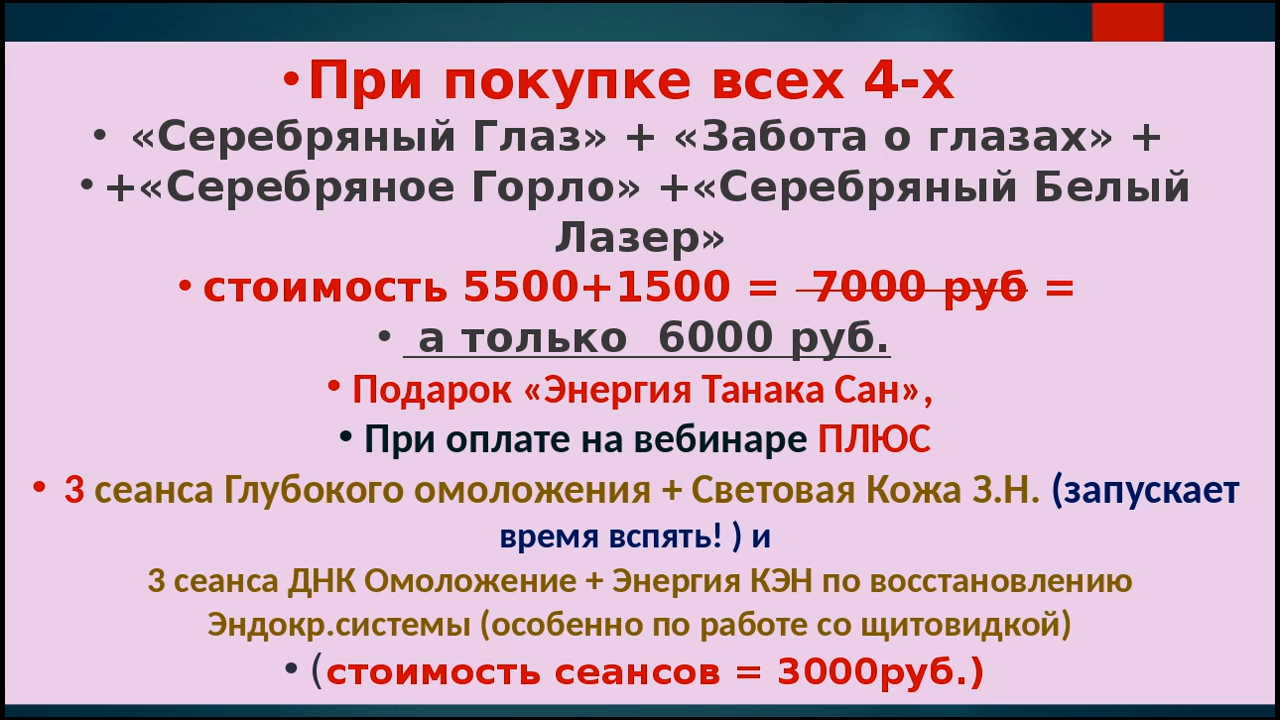 •При покупке всех 4-х
• «Серебряный Глаз» + «Забота о глазах» +
•+«Серебряное Горло» +«Серебряный Белый
Лазер»
•стоимость 5500+1500 = 7000 руб =
• а только 6000 руб.
•Подарок «Энергия Танака Сан»,
•При оплате на вебинаре ПЛЮС
• 3 сеанса Глубокого омоложения + Световая Кожа З.Н. (запускает
время вспять! ) и
3 сеанса ДНК Омоложение + Энергия КЭН по восстановлению
Эндокр.системы (особенно по работе со щитовидкой)
•(стоимость сеансов = 3000руб.)